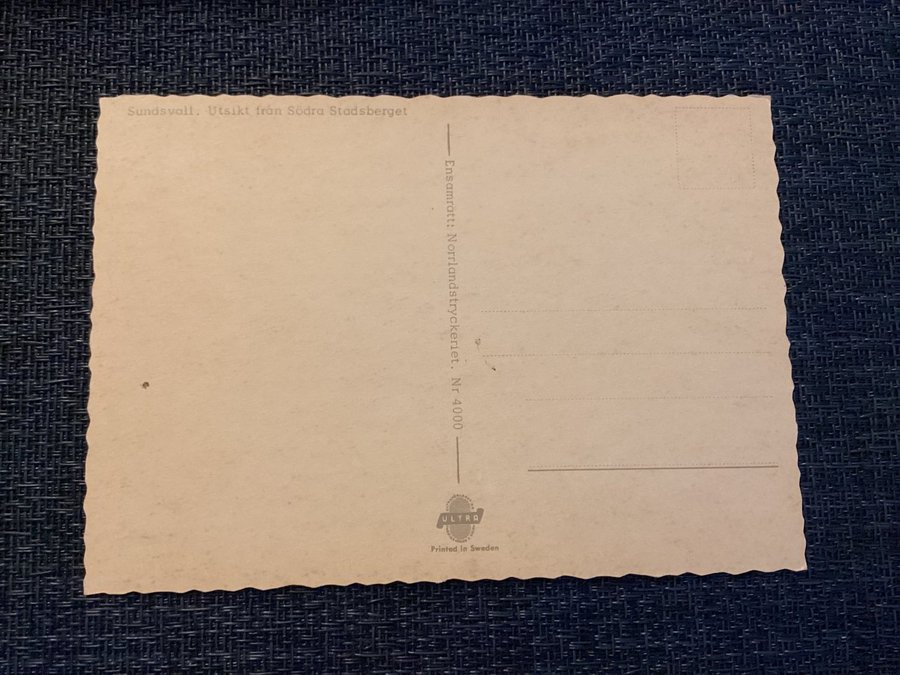 Sundsvall. Utsikt från Södra Stadsberget
Ensamrätt: Norrlandstryckeriet. Nr 4000
ULTRA
Printed in Sweden